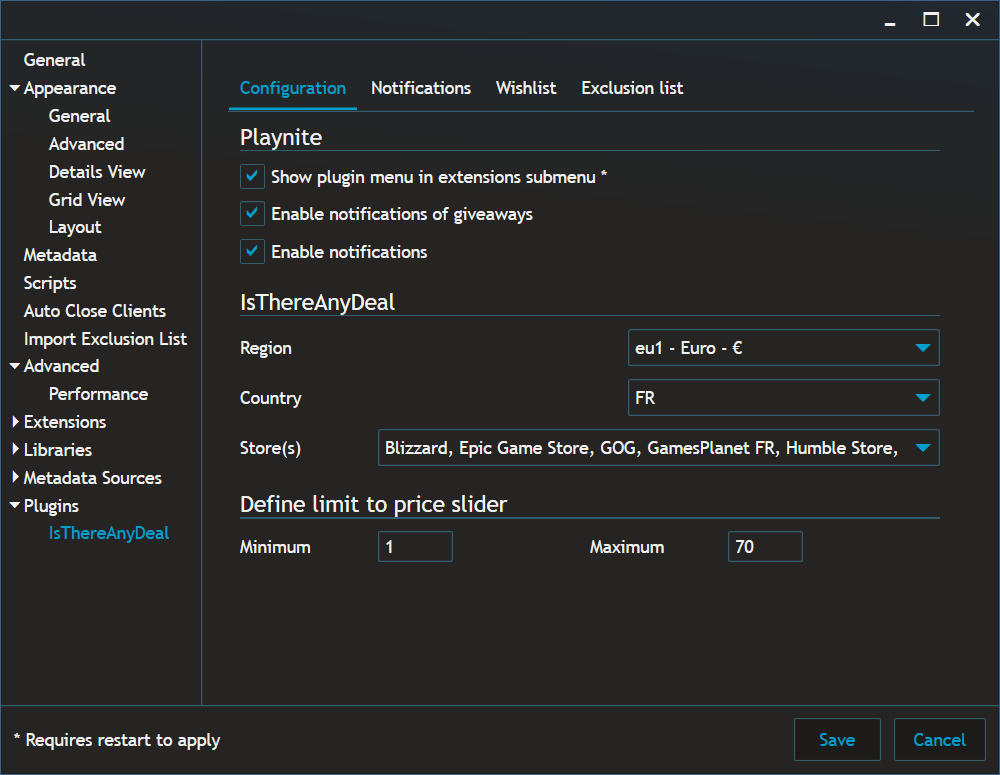 General
Appearance
General
Advanced
Details View
Grid View
Layout
Metadata
Scripts
Auto Close Clients
Import Exclusion List
Advanced
Performance
Extensions
Libraries
Metadata Sources
Plugins
IsThereAnyDeal
Configuration Notifications Wishlist Exclusion list
Playnite
Show plugin menu in extensions submenu *
Enable notifications of giveaways
Enable notifications
IsThereAnyDeal
Region eu1 - Euro - €
Country FR
Store(s) Blizzard, Epic Game Store, GOG, GamesPlanet FR, Humble Store,
Define limit to price slider
Minimum 1 Maximum 70
* Requires restart to apply Save Cancel